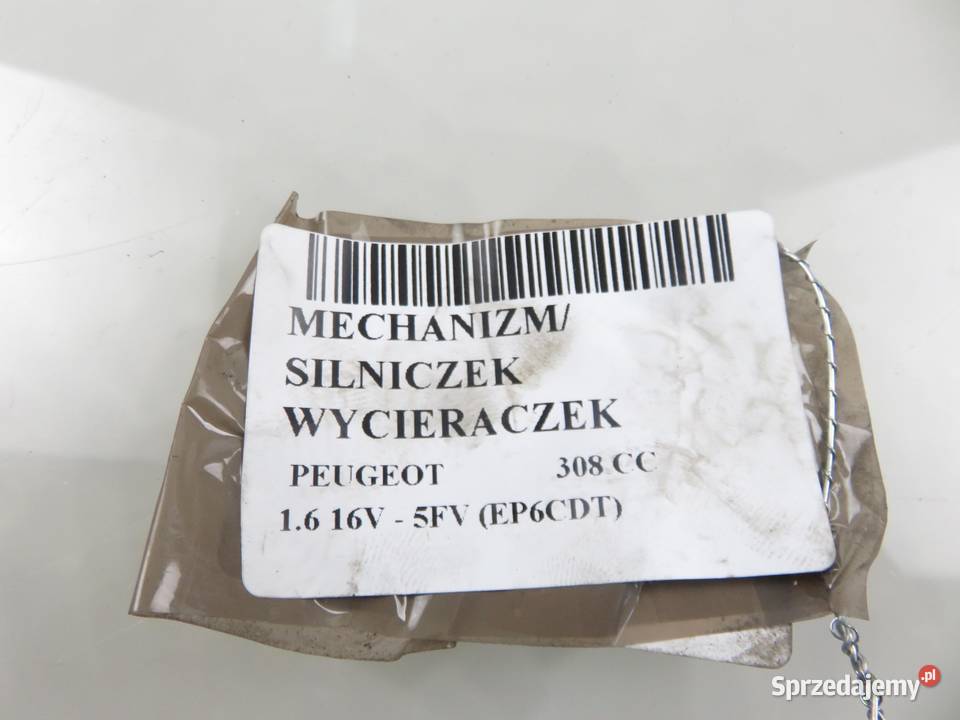 MECHANIZM/
SILNICZEK
WYCIERACZEK
PEUGEOT 308 CC
1.6 16V - 5FV (EP6CDT)
Sprzedajemy.pl